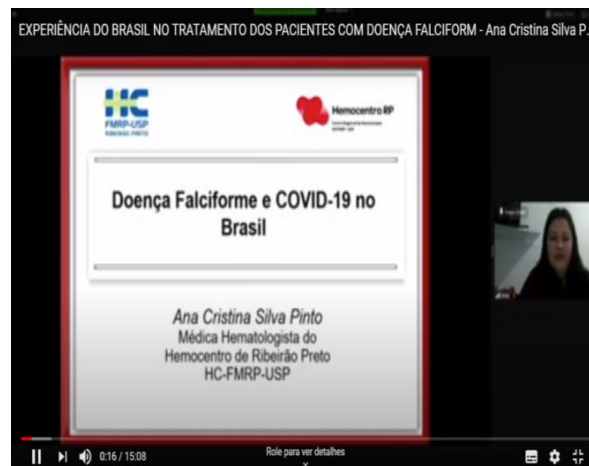 EXPERIÊNCIA DO BRASIL NO TRATAMENTO DOS PACIENTES COM DOENÇA FALCIFORM - Ana Cristina Silva P.
HC
FMRP-USP
RIBEIRÃO PRETO
Hemocentro RP
Doença Falciforme e COVID-19 no
Brasil
Ana Cristina Silva Pinto
Médica Hematologista do
Hemocentro de Ribeirão Preto
HC-FMRP-USP
0:16 / 15:08
Role para ver detalhes